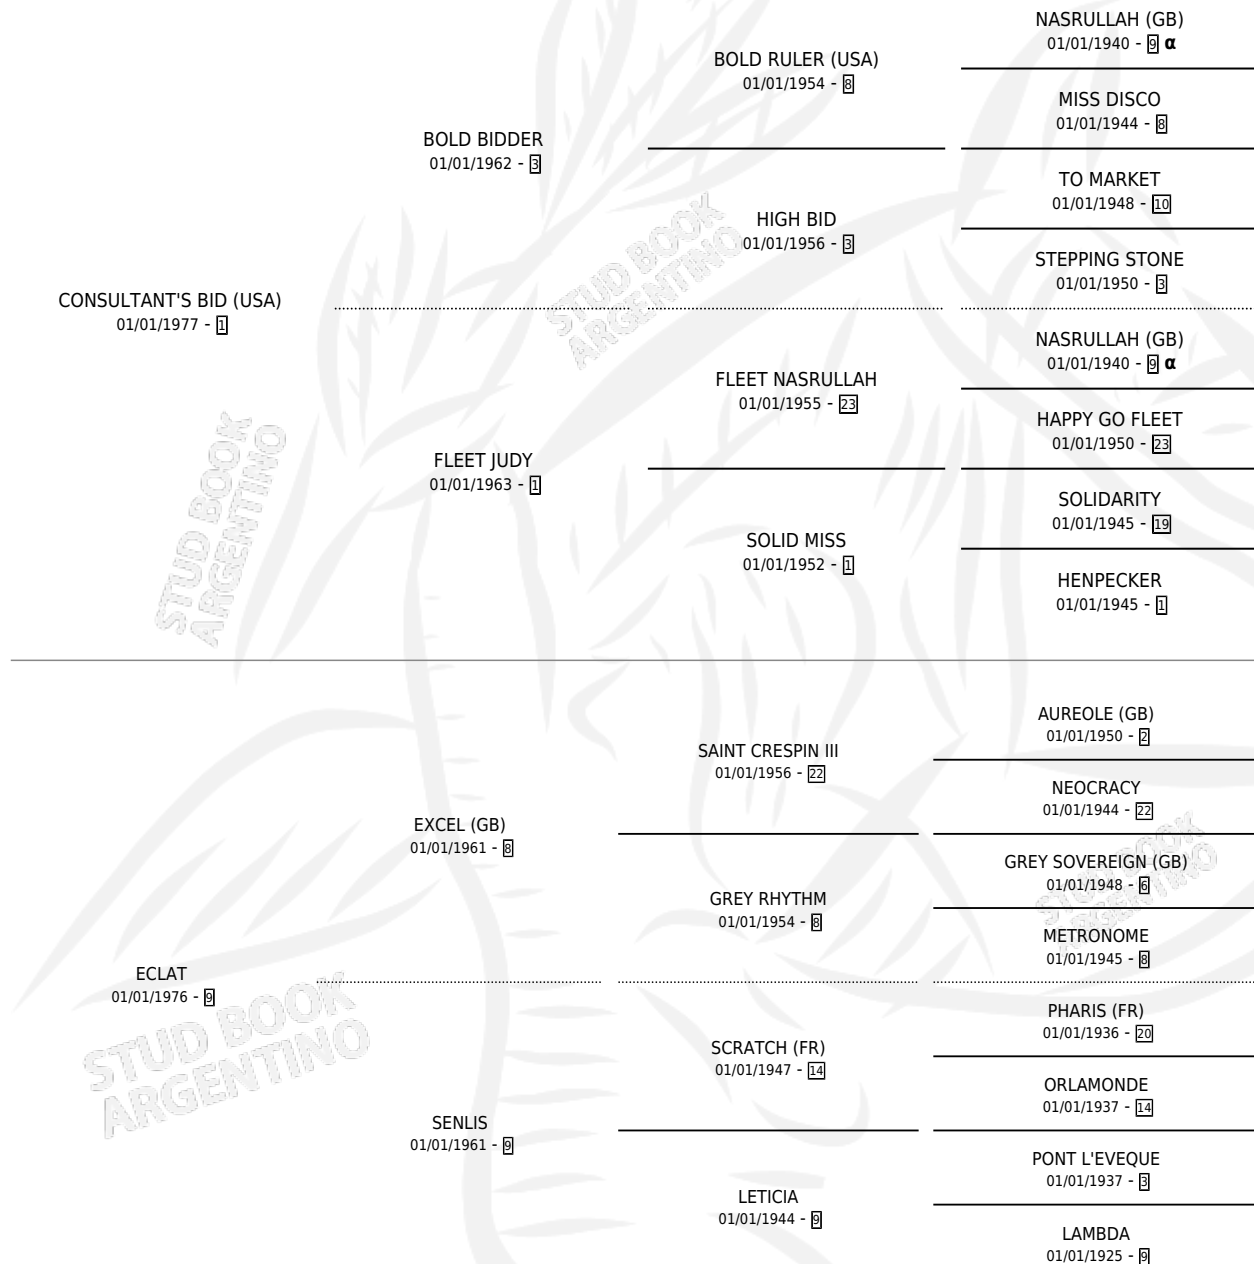 NASRULLAH (GB)
01/01/1940 - 9 α
BOLD RULER (USA)
01/01/1954 - 8
MISS DISCO
01/01/1944 - 8
BOLD BIDDER
01/01/1962 - 3
TO MARKET
01/01/1948 - 10
HIGH BID
01/01/1956 - 3
STEPPING STONE
01/01/1950 - 3
CONSULTANT'S BID (USA)
01/01/1977 - 1
NASRULLAH (GB)
01/01/1940 - 9 α
FLEET NASRULLAH
01/01/1955 - 23
HAPPY GO FLEET
01/01/1950 - 23
FLEET JUDY
01/01/1963 - 1
SOLIDARITY
01/01/1945 - 19
SOLID MISS
01/01/1952 - 1
HENPECKER
01/01/1945 - 1
AUREOLE (GB)
01/01/1950 - 2
SAINT CRESPIN III
01/01/1956 - 22
NEOCRACY
01/01/1944 - 22
EXCEL (GB)
01/01/1961 - 8
GREY SOVEREIGN (GB)
01/01/1948 - 6
GREY RHYTHM
01/01/1954 - 8
METRONOME
01/01/1945 - 8
ECLAT
01/01/1976 - 9
PHARIS (FR)
01/01/1936 - 20
SCRATCH (FR)
01/01/1947 - 14
ORLAMONDE
01/01/1937 - 14
SENLIS
01/01/1961 - 9
PONT L'EVEQUE
01/01/1937 - 3
LETICIA
01/01/1944 - 9
LAMBDA
01/01/1925 - 9
STUD BOOK
ARGENTINO
STUD BOOK
ARGENTINO
STUD BOOK
ARGENTINO
STUD BOOK
ARGENTINO